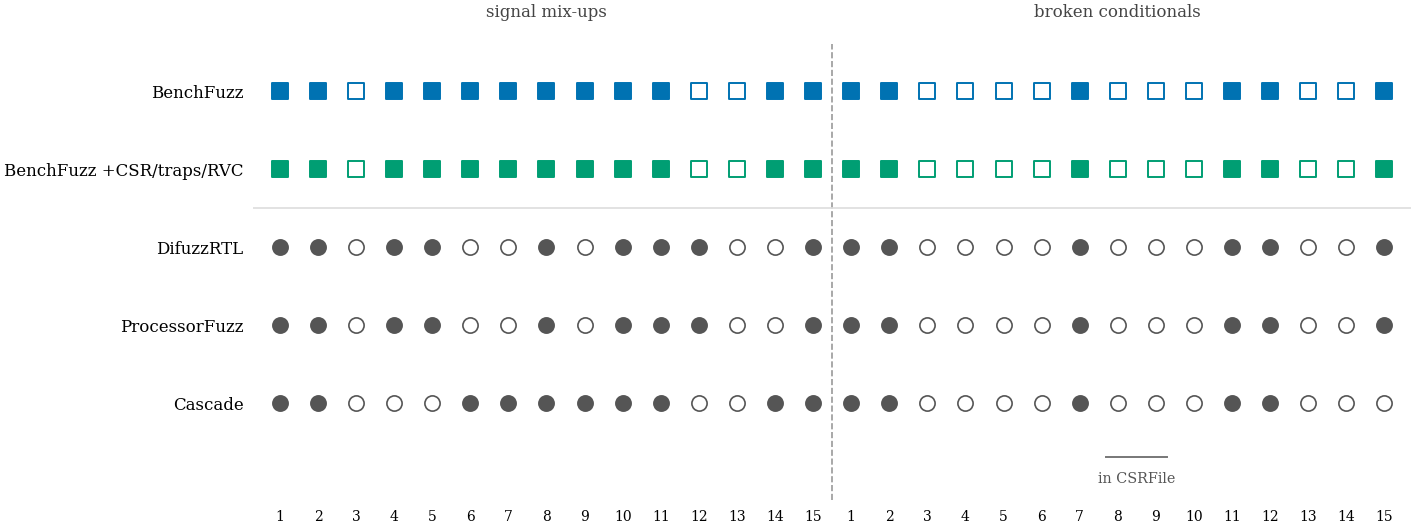 signal mix-ups broken conditionals
BenchFuzz
BenchFuzz +CSR/traps/RVC
DifuzzRTL
ProcessorFuzz
Cascade
in CSRFile
1 2 3 4 5 6 7 8 9 10 11 12 13 14 15 1 2 3 4 5 6 7 8 9 10 11 12 13 14 15